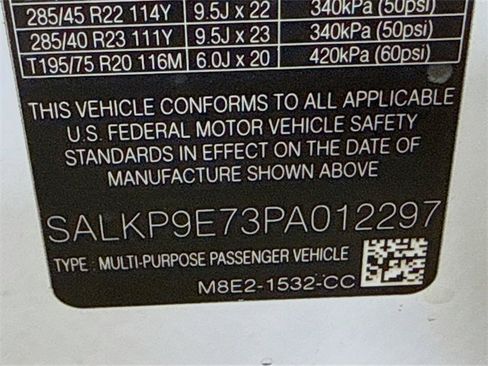 285/45 R22 114Y 9.5J x 22 340kPa (50psi)
285/40 R23 111Y 9.5J x 23 340kPa (50psi)
T195/75 R20 116M 6.0J x 20 420kPa (60psi)
THIS VEHICLE CONFORMS TO ALL APPLICABLE
U.S. FEDERAL MOTOR VEHICLE SAFETY
STANDARDS IN EFFECT ON THE DATE OF
MANUFACTURE SHOWN ABOVE
SALKP9E73PA012297
TYPE : MULTI-PURPOSE PASSENGER VEHICLE
M8E2-1532-CC